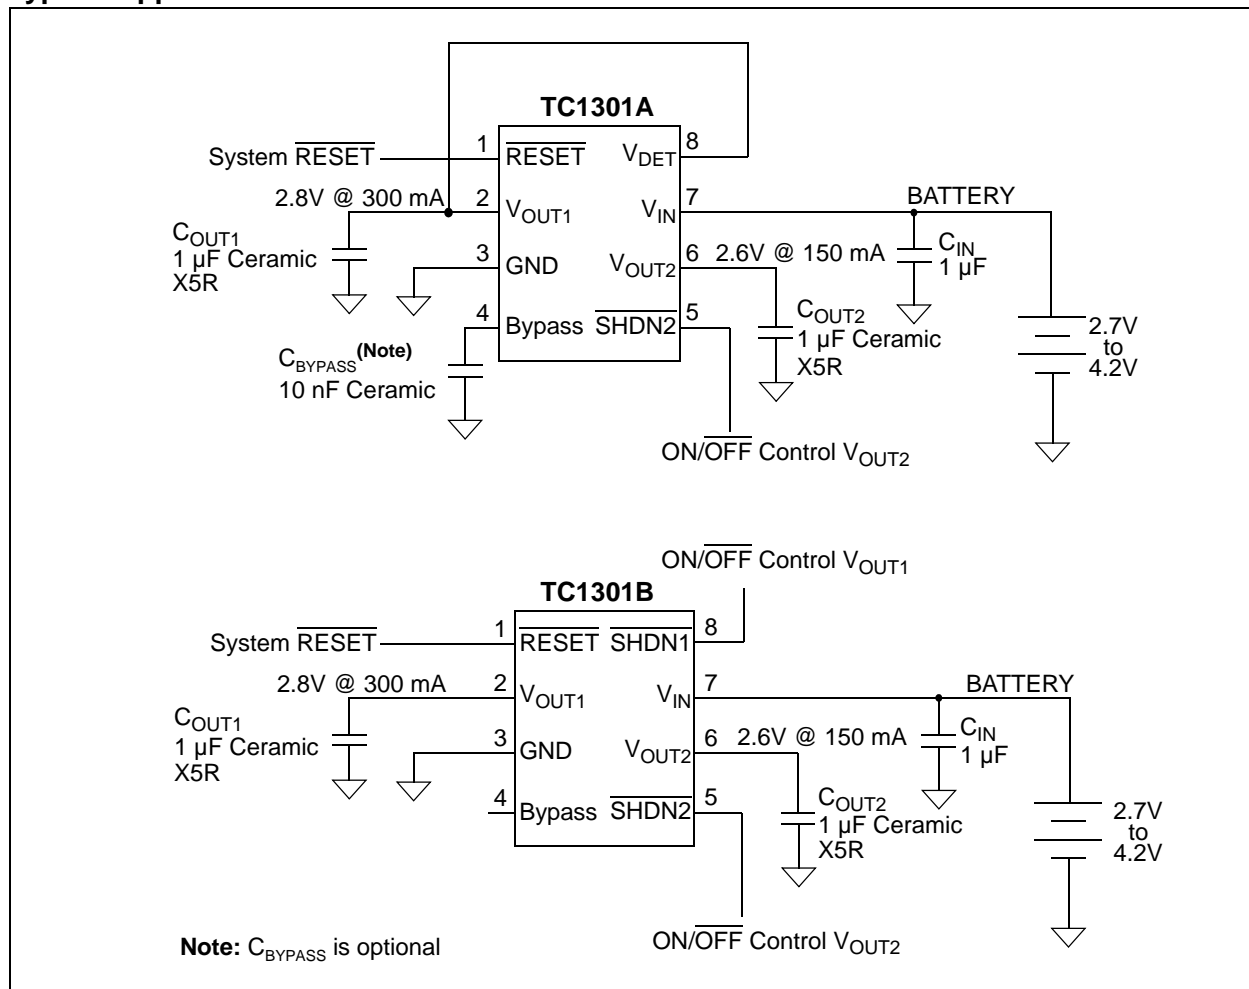 TC1301A
System RESET
1
RESET
VDET
8
2.8V @ 300 mA
2
VOUT1
VIN
7
BATTERY
COUT1
1 µF Ceramic
X5R
3
GND
VOUT2
6
2.6V @ 150 mA
CIN
1 µF
4
Bypass
SHDN2
5
COUT2
1 µF Ceramic
X5R
2.7V
to
4.2V
CBYPASS(Note)
10 nF Ceramic
ON/OFF Control VOUT2
ON/OFF Control VOUT1
TC1301B
System RESET
1
RESET
SHDN1
8
2.8V @ 300 mA
2
VOUT1
VIN
7
BATTERY
COUT1
1 µF Ceramic
X5R
3
GND
VOUT2
6
2.6V @ 150 mA
CIN
1 µF
4
Bypass
SHDN2
5
COUT2
1 µF Ceramic
X5R
2.7V
to
4.2V
Note: CBYPASS is optional
ON/OFF Control VOUT2